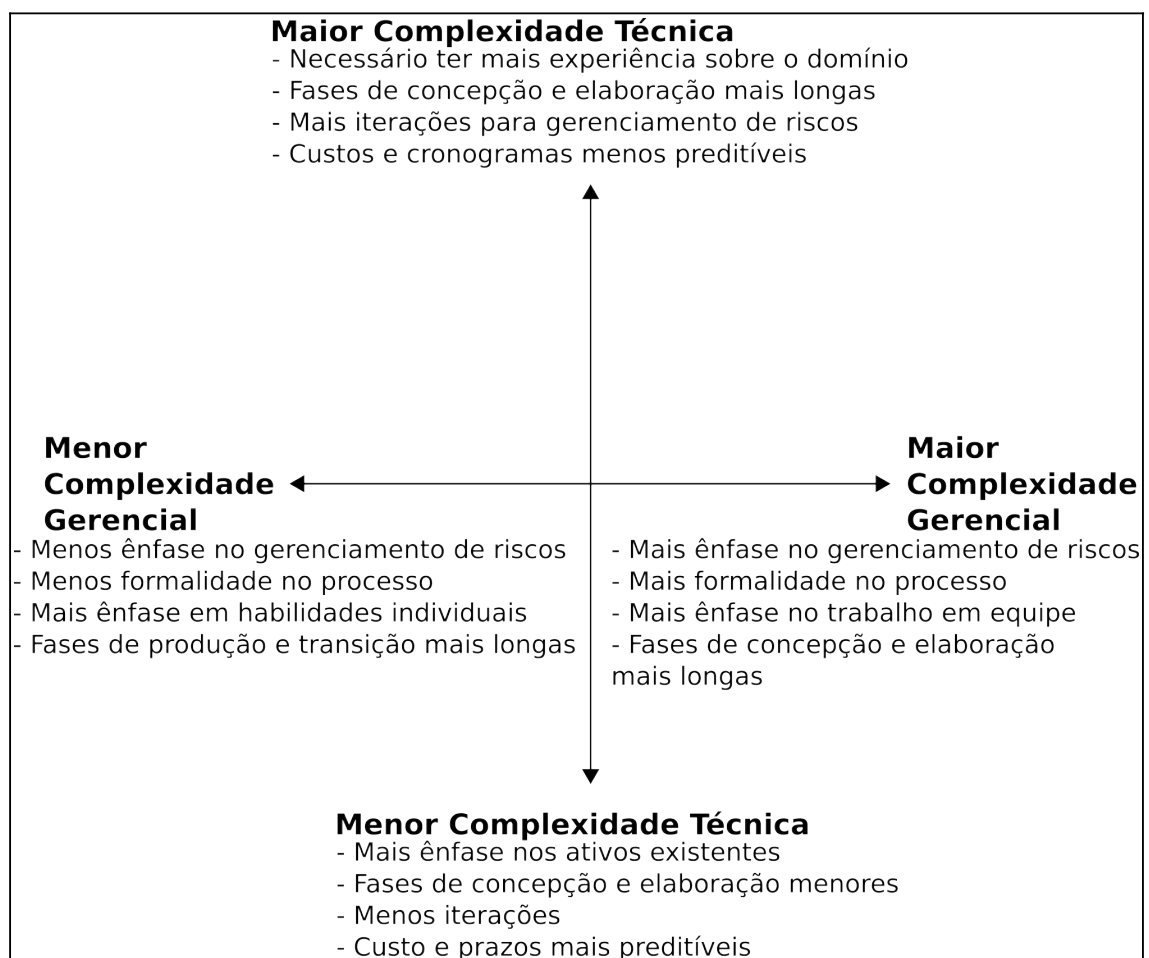 Maior Complexidade Técnica
- Necessário ter mais experiência sobre o domínio
- Fases de concepção e elaboração mais longas
- Mais iterações para gerenciamento de riscos
- Custos e cronogramas menos preditíveis
Menor
Complexidade
Gerencial
- Menos ênfase no gerenciamento de riscos
- Menos formalidade no processo
- Mais ênfase em habilidades individuais
- Fases de produção e transição mais longas
Maior
Complexidade
Gerencial
- Mais ênfase no gerenciamento de riscos
- Mais formalidade no processo
- Mais ênfase no trabalho em equipe
- Fases de concepção e elaboração
mais longas
Menor Complexidade Técnica
- Mais ênfase nos ativos existentes
- Fases de concepção e elaboração menores
- Menos iterações
- Custo e prazos mais preditíveis